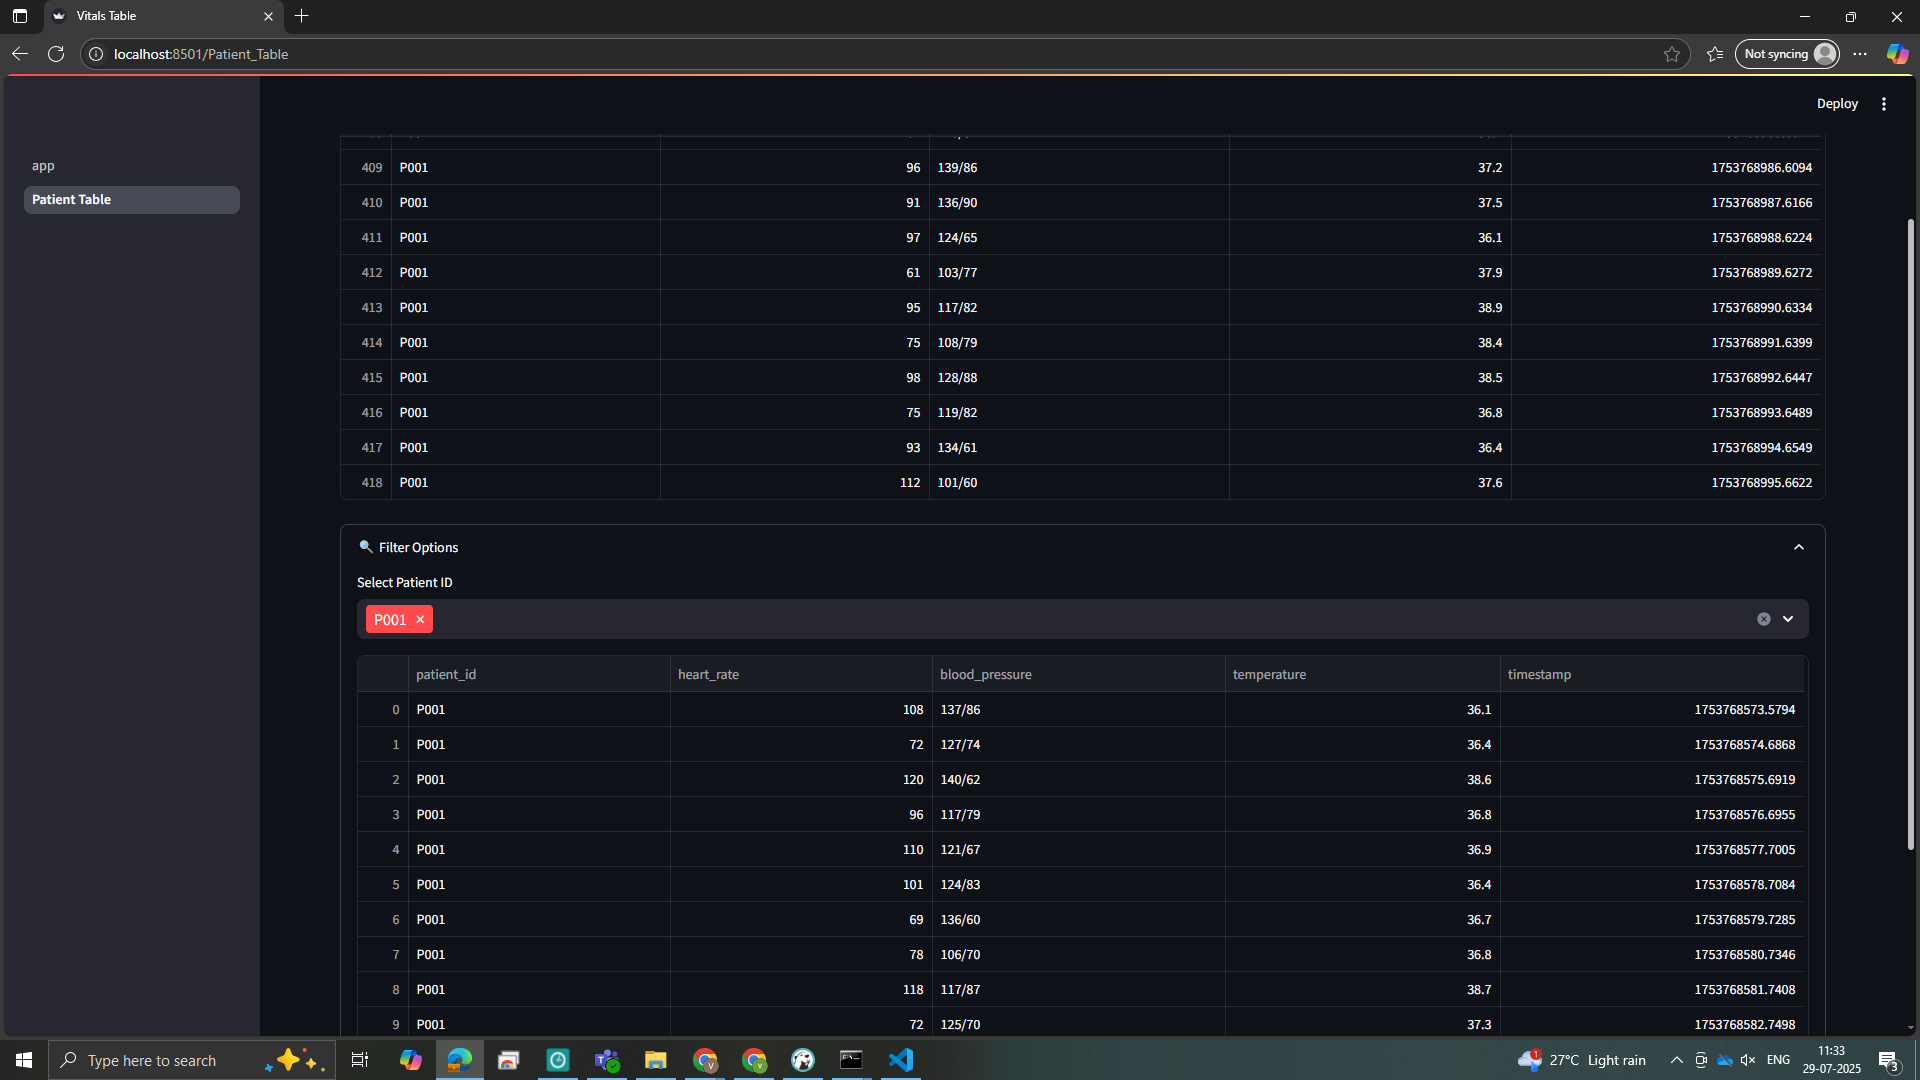 Vitals Table
localhost:8501/Patient_Table
Not syncing
Deploy
app
Patient Table
409 P001 96 139/86 37.2 1753768986.6094
410 P001 91 136/90 37.5 1753768987.6166
411 P001 97 124/65 36.1 1753768988.6224
412 P001 61 103/77 37.9 1753768989.6272
413 P001 95 117/82 38.9 1753768990.6334
414 P001 75 108/79 38.4 1753768991.6399
415 P001 98 128/88 38.5 1753768992.6447
416 P001 75 119/82 36.8 1753768993.6489
417 P001 93 134/61 36.4 1753768994.6549
418 P001 112 101/60 37.6 1753768995.6622
Filter Options
Select Patient ID
P001
patient_id heart_rate blood_pressure temperature timestamp
0 P001 108 137/86 36.1 1753768573.5794
1 P001 72 127/74 36.4 1753768574.6868
2 P001 120 140/62 38.6 1753768575.6919
3 P001 96 117/79 36.8 1753768576.6955
4 P001 110 121/67 36.9 1753768577.7005
5 P001 101 124/83 36.4 1753768578.7084
6 P001 69 136/60 36.7 1753768579.7285
7 P001 78 106/70 36.8 1753768580.7346
8 P001 118 117/87 38.7 1753768581.7408
9 P001 72 125/70 37.3 1753768582.7498
Type here to search
1 27°C Light rain
ENG
11:33
29-07-2025
3